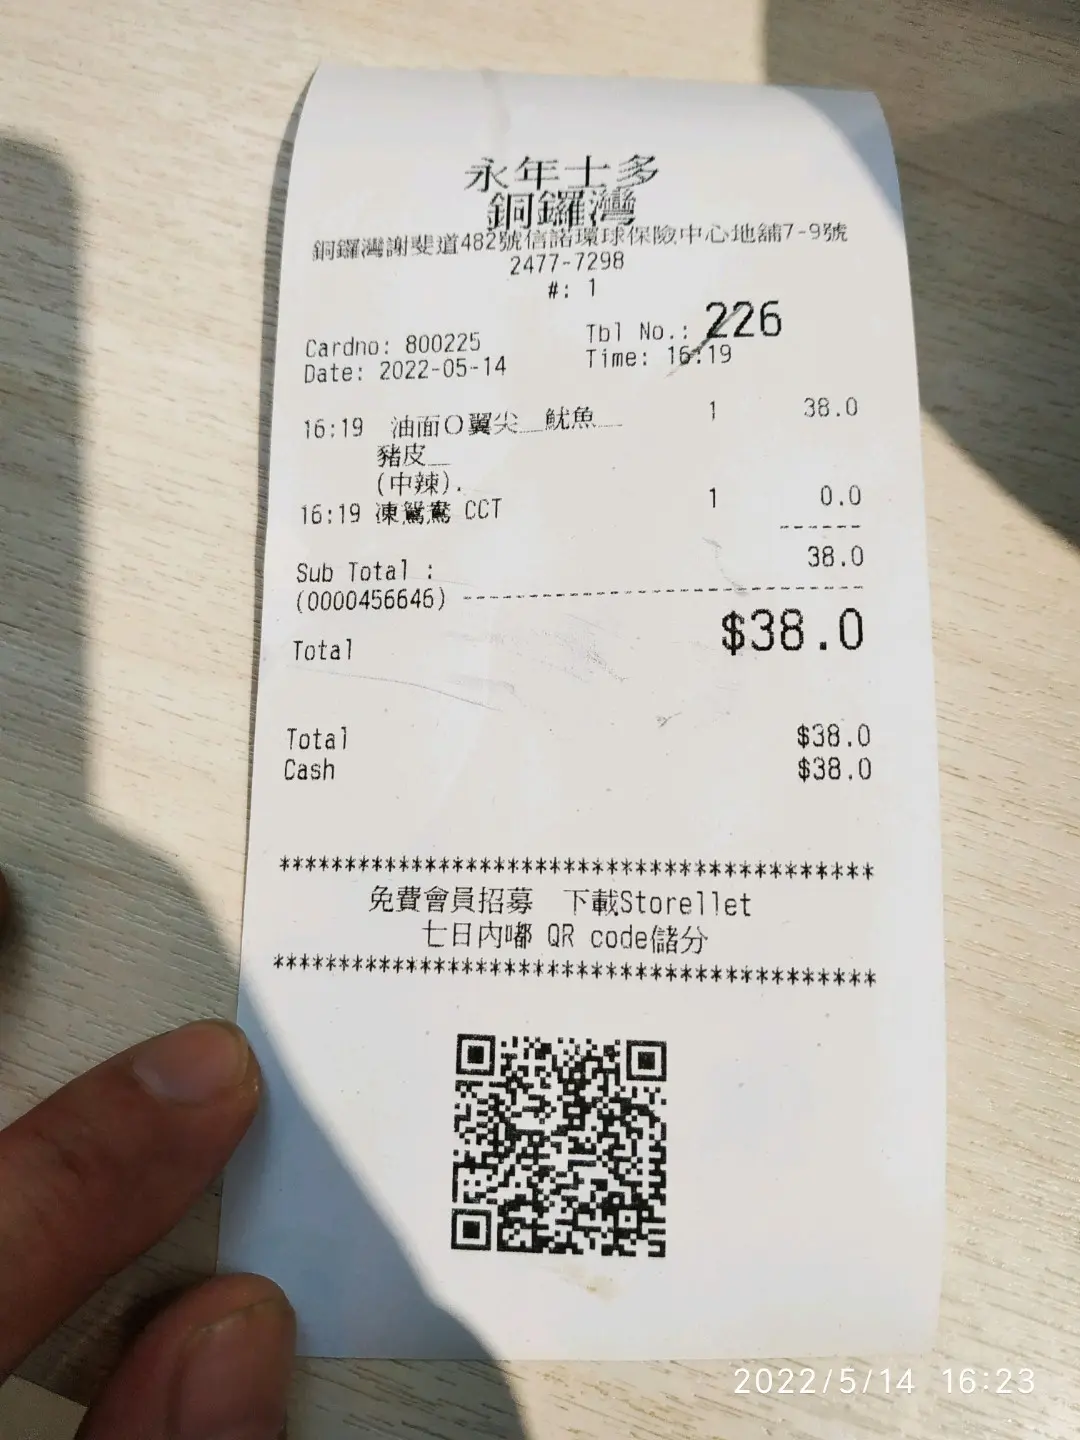 永年士多
銅鑼灣
銅鑼灣謝斐道482號信諾環球保險中心地舖7-9號
2477-7298
#: 1
Tbl No.: 226
Cardno: 800225
Time: 16:19
Date: 2022-05-14
16:19 油面O翼尖__魷魚__ 1 38.0
豬皮__
(中辣).
16:19 凍鴛鴦 CCT 1 0.0
Sub Total : 38.0
(0000456646)
Total $38.0
Total $38.0
Cash $38.0
**********************************************
免費會員招募 下載Storellet
七日內嘟 QR code儲分
**********************************************
2022/5/14 16:23